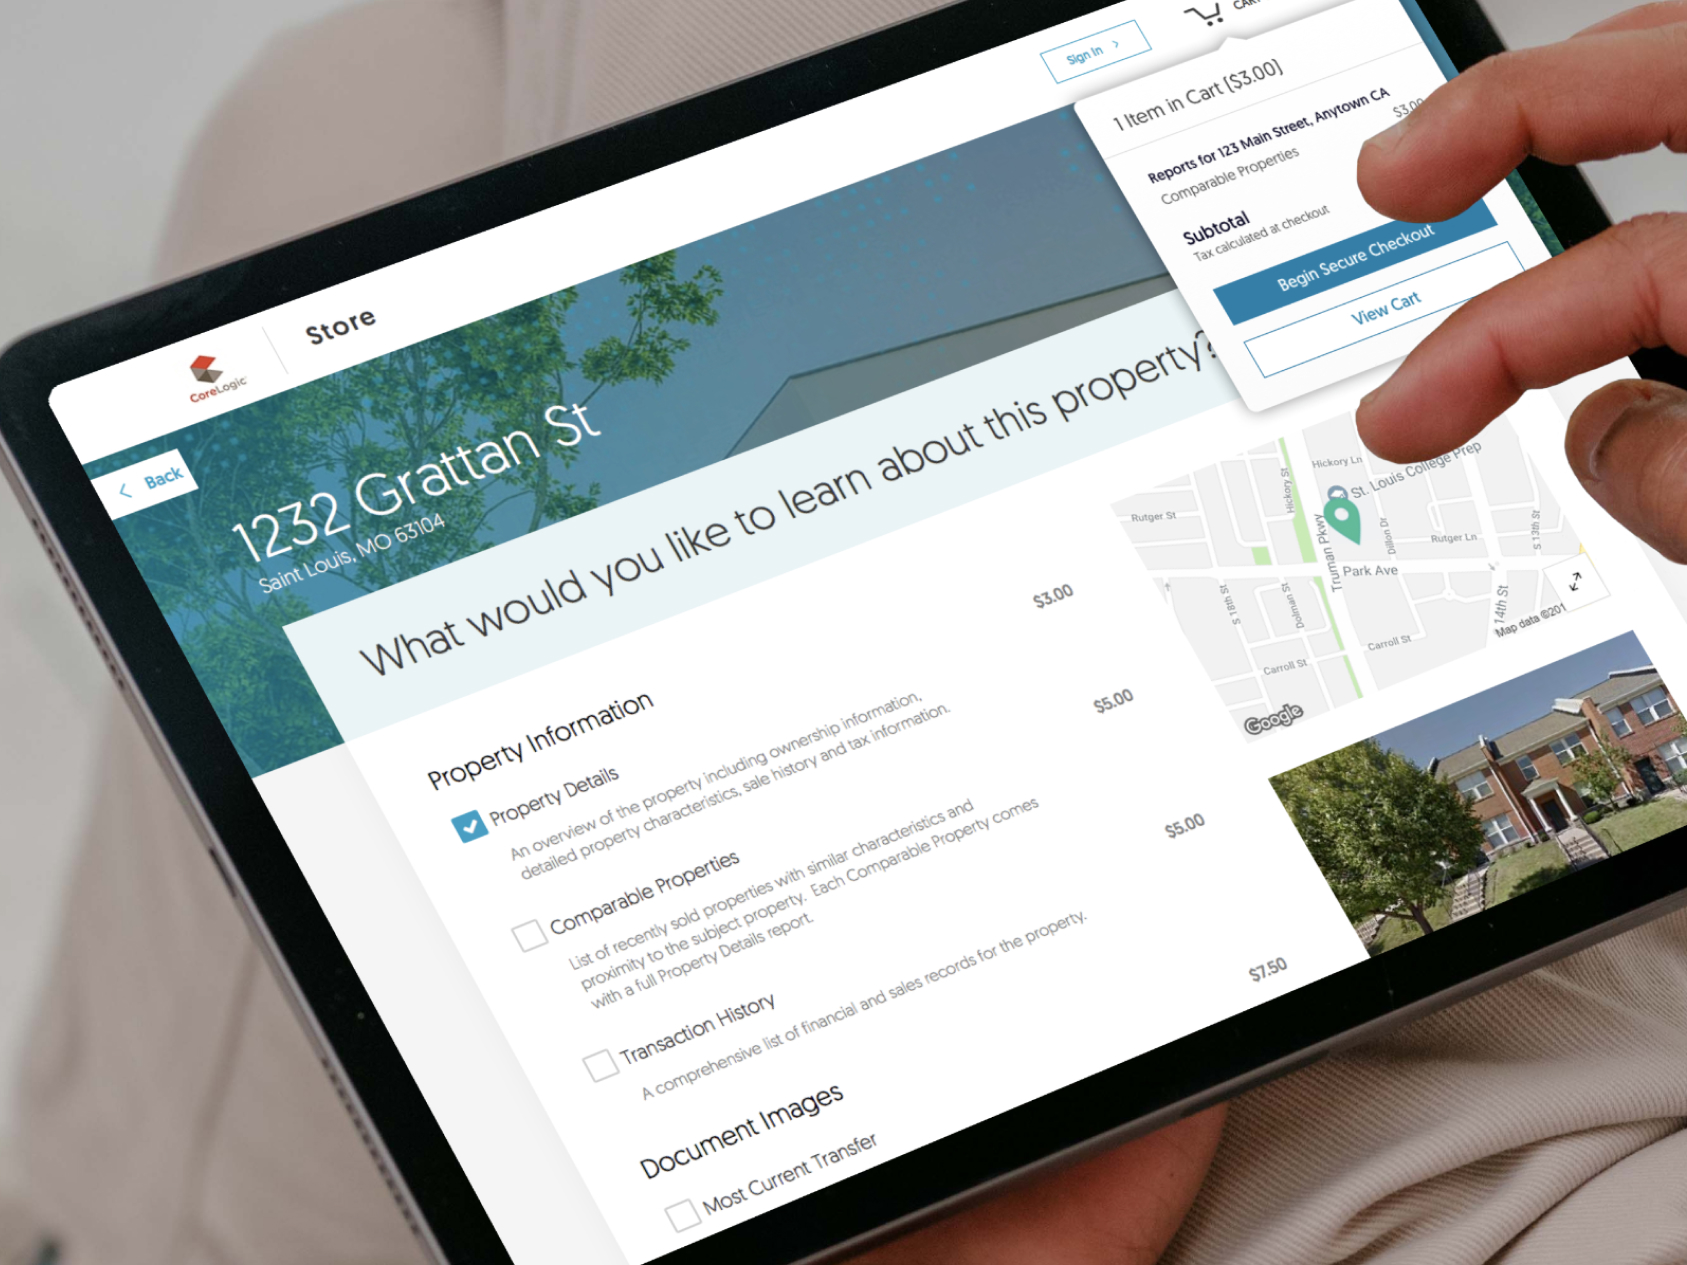 Sign In >
CART
1 Item in Cart [$3.00]
Reports for 123 Main Street, Anytown CA
$3.00
Comparable Properties
Subtotal
Tax calculated at checkout
Begin Secure Checkout
View Cart
CoreLogic
Store
< Back
1232 Grattan St
Saint Louis, MO 63104
What would you like to learn about this property?
Property Information
Property Details
$3.00
An overview of the property including ownership information,
detailed property characteristics, sale history and tax information.
Comparable Properties
$5.00
List of recently sold properties with similar characteristics and
proximity to the subject property. Each Comparable Property comes
with a full Property Details report.
Transaction History
$5.00
A comprehensive list of financial and sales records for the property.
Document Images
Most Current Transfer
$7.50
Hickory Ln
St. Louis College Prep
Hickory St
Rutger St
Truman Pkwy
Dillon Dr
Rutger Ln
S 13th St
Park Ave
S 18th St
Dolman St
14th St
Carroll St
Carroll St
Map data ©201
Google